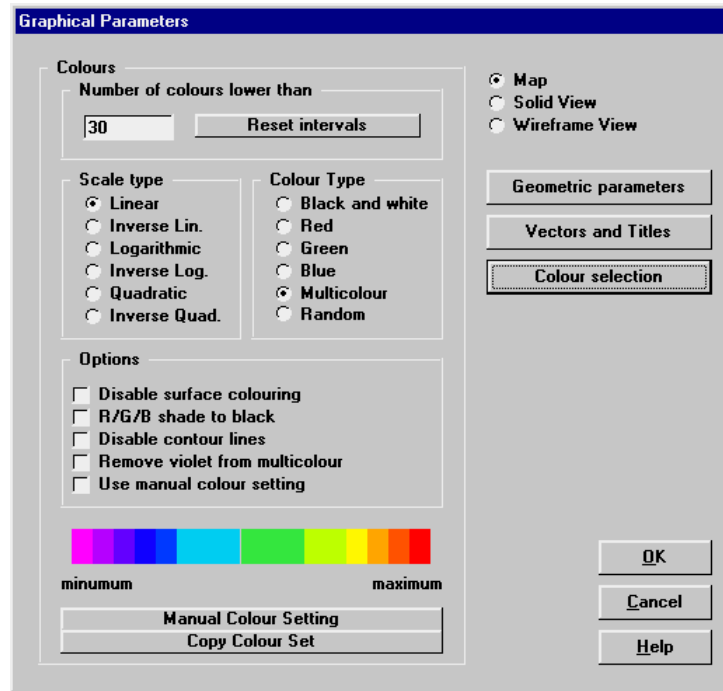 Graphical Parameters
Colours
Number of colours lower than
30
Reset intervals
Map
Solid View
Wireframe View
Scale type
Linear
Inverse Lin.
Logarithmic
Inverse Log.
Quadratic
Inverse Quad.
Colour Type
Black and white
Red
Green
Blue
Multicolour
Random
Geometric parameters
Vectors and Titles
Colour selection
Options
Disable surface colouring
R/G/B shade to black
Disable contour lines
Remove violet from multicolour
Use manual colour setting
minumum
maximum
Manual Colour Setting
Copy Colour Set
OK
Cancel
Help